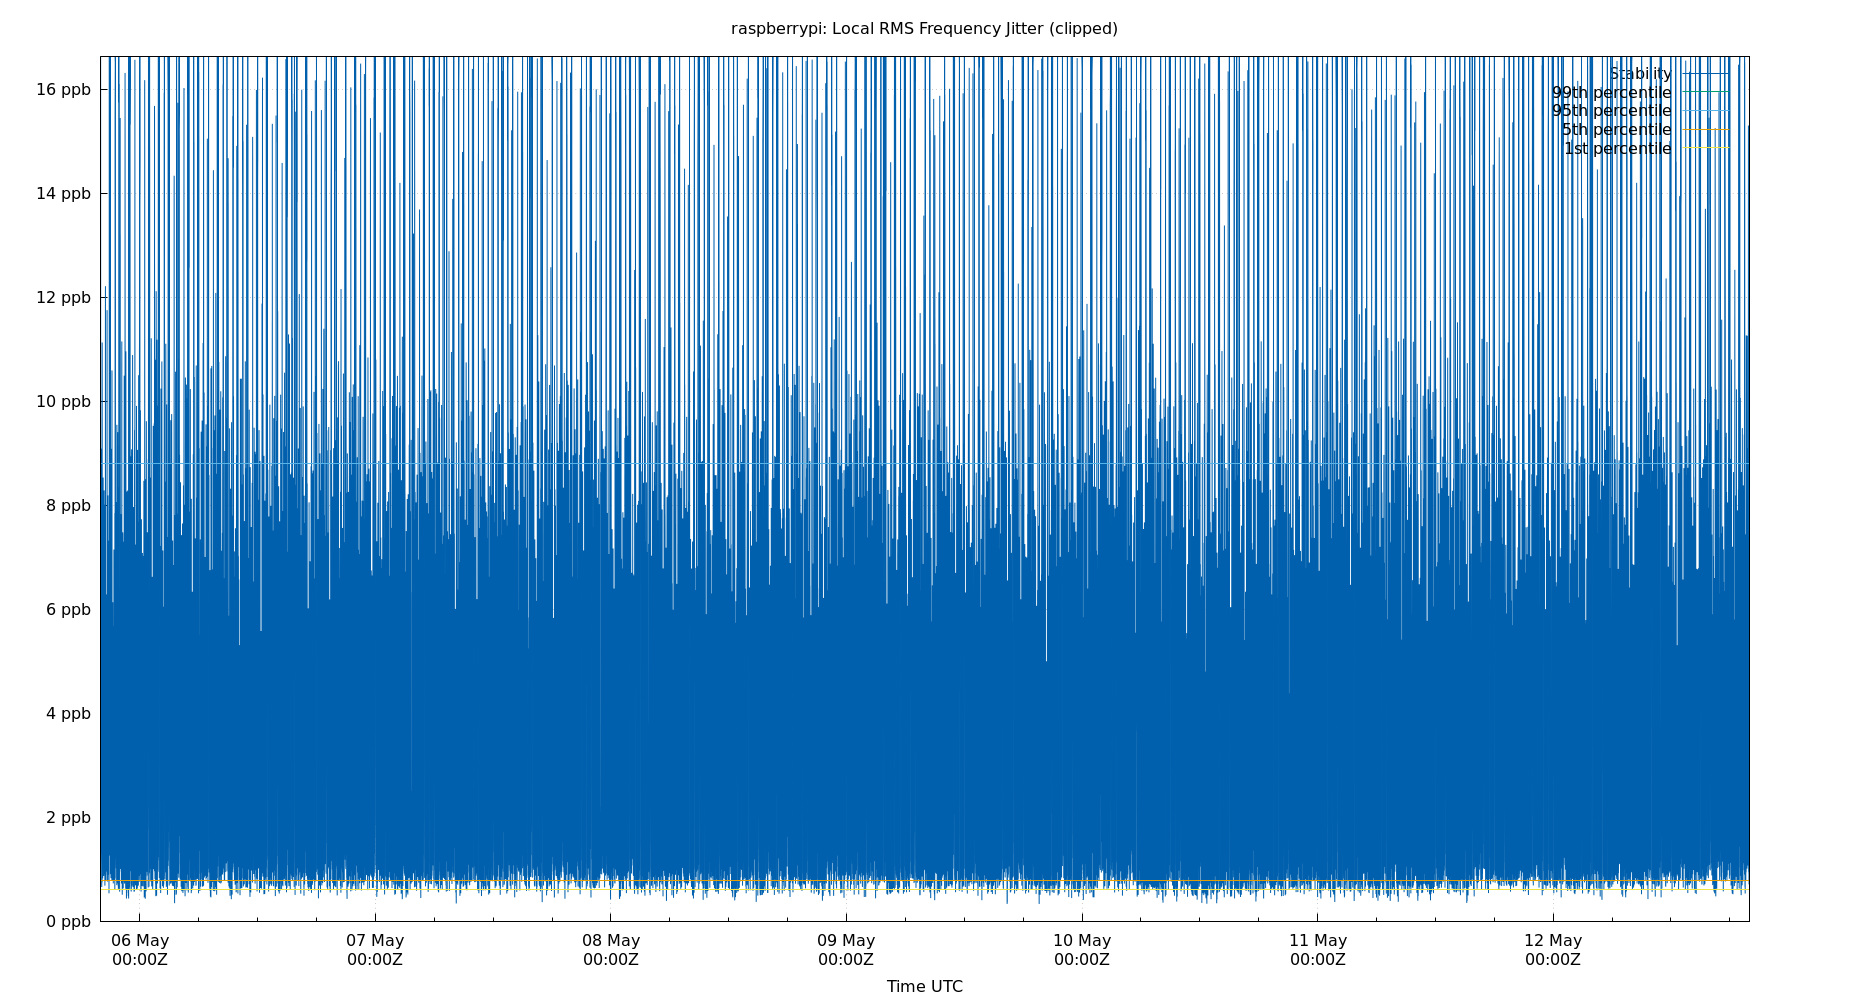 raspberrypi: Local RMS Frequency Jitter (clipped)
Stability
99th percentile
95th percentile
5th percentile
1st percentile
16 ppb
14 ppb
12 ppb
10 ppb
8 ppb
6 ppb
4 ppb
2 ppb
0 ppb
06 May 07 May 08 May 09 May 10 May 11 May 12 May
00:00Z 00:00Z 00:00Z 00:00Z 00:00Z 00:00Z 00:00Z
Time UTC